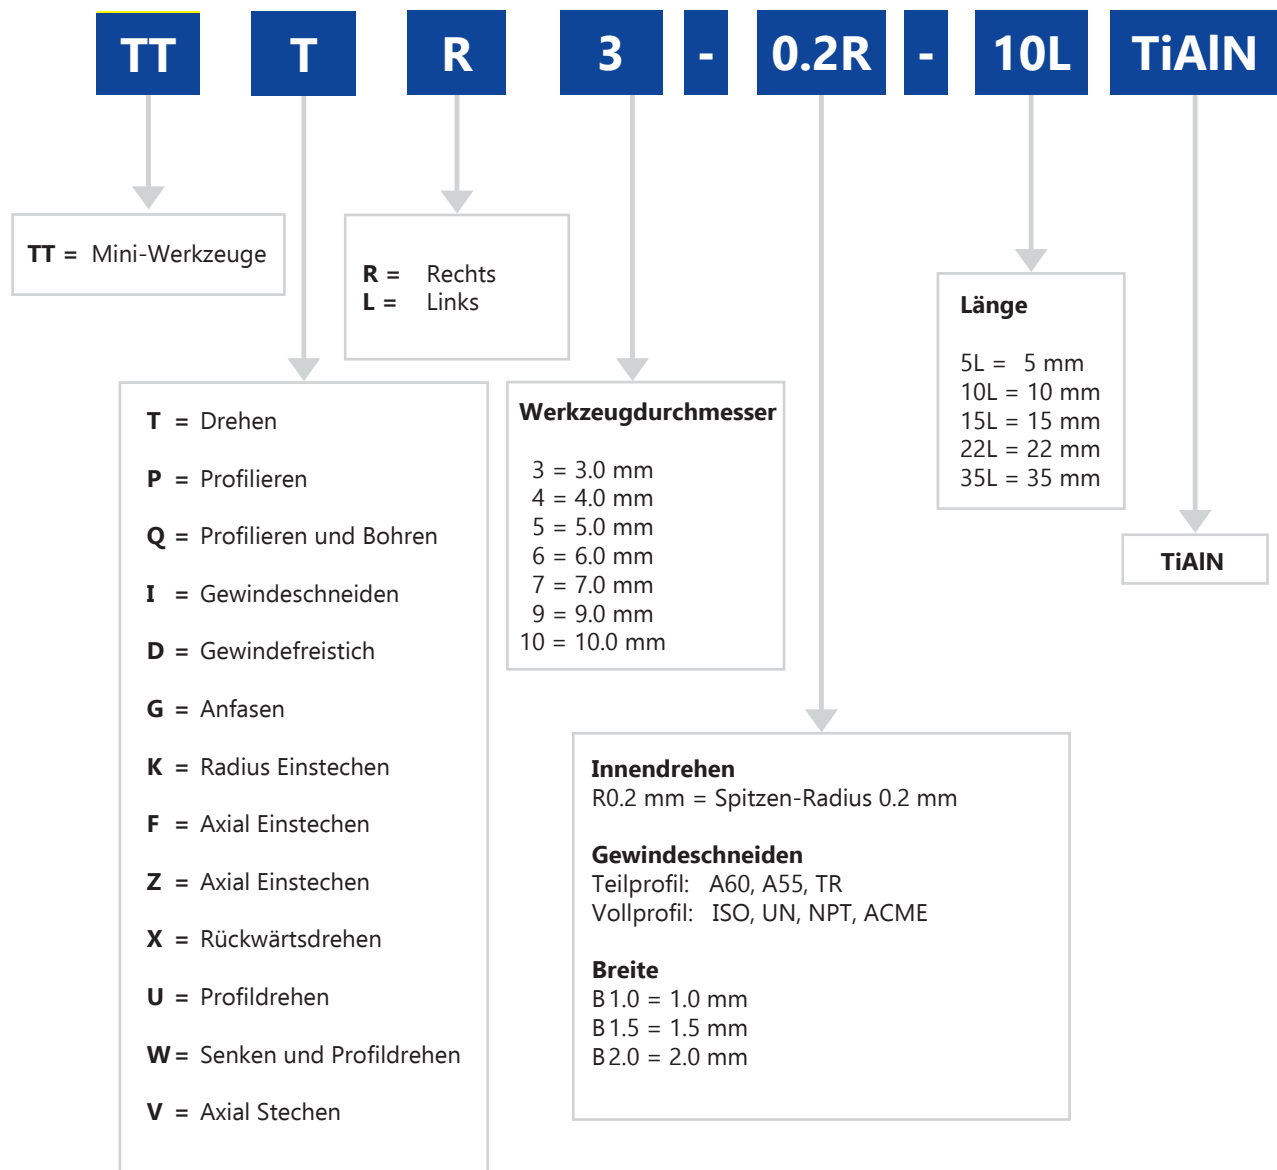 TT T R 3 - 0.2R - 10L TiAlN
TT = Mini-Werkzeuge
R = Rechts
L = Links
Länge
5L = 5 mm
10L = 10 mm
15L = 15 mm
22L = 22 mm
35L = 35 mm
TiAlN
Werkzeugdurchmesser
3 = 3.0 mm
4 = 4.0 mm
5 = 5.0 mm
6 = 6.0 mm
7 = 7.0 mm
9 = 9.0 mm
10 = 10.0 mm
T = Drehen
P = Profilieren
Q = Profilieren und Bohren
I = Gewindeschneiden
D = Gewindefreistich
G = Anfasen
K = Radius Einstechen
F = Axial Einstechen
Z = Axial Einstechen
X = Rückwärtsdrehen
U = Profildrehen
W = Senken und Profildrehen
V = Axial Stechen
Innendrehen
R0.2 mm = Spitzen-Radius 0.2 mm
Gewindeschneiden
Teilprofil: A60, A55, TR
Vollprofil: ISO, UN, NPT, ACME
Breite
B1.0 = 1.0 mm
B1.5 = 1.5 mm
B2.0 = 2.0 mm